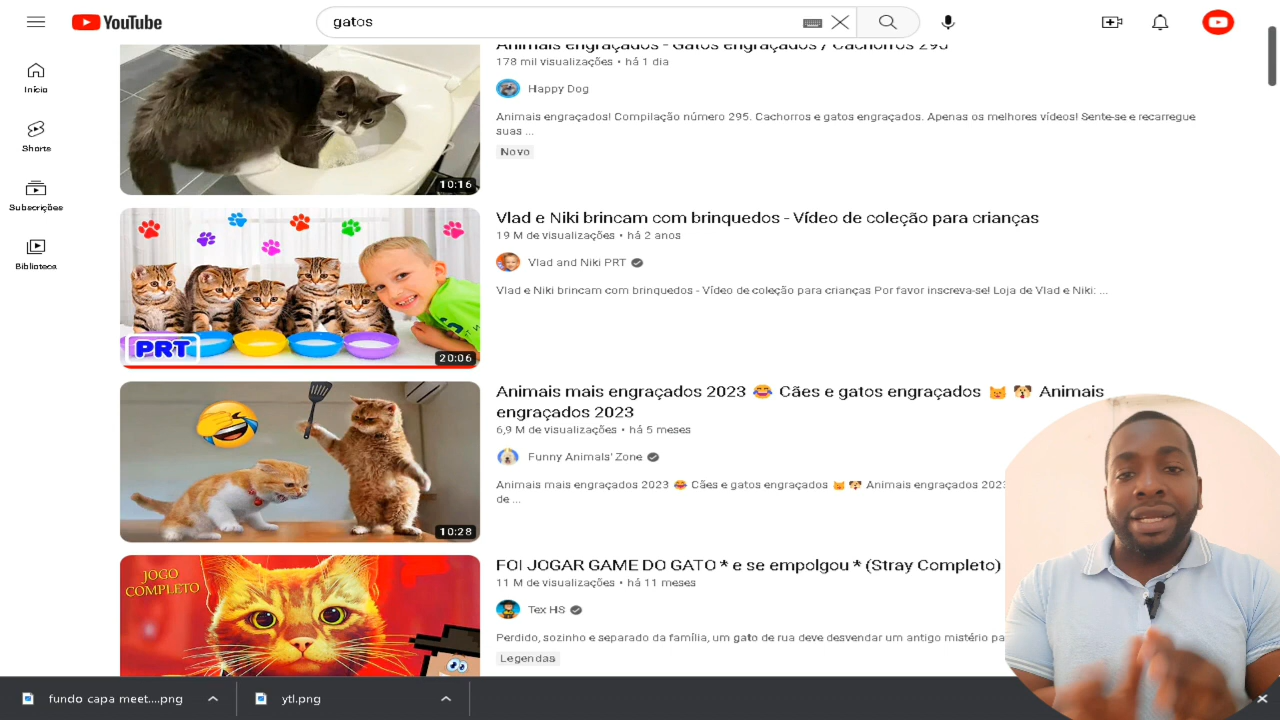 YouTube
gatos
Início
Shorts
Subscrições
Biblioteca
Animais engraçados - Gatos engraçados / Cachorros 295
178 mil visualizações • há 1 dia
Happy Dog
Animais engraçados! Compilação número 295. Cachorros e gatos engraçados. Apenas os melhores vídeos! Sente-se e recarregue
suas ...
Novo
10:16
Vlad e Niki brincam com brinquedos - Vídeo de coleção para crianças
19 M de visualizações • há 2 anos
Vlad and Niki PRT
Vlad e Niki brincam com brinquedos - Vídeo de coleção para crianças Por favor inscreva-se! Loja de Vlad e Niki: ...
PRT
20:06
Animais mais engraçados 2023 😂 Cães e gatos engraçados 🐱 🐶 Animais
engraçados 2023
6,9 M de visualizações • há 5 meses
Funny Animals' Zone
Animais mais engraçados 2023 😂 Cães e gatos engraçados 🐱 🐶 Animais engraçados
de ...
10:28
FOI JOGAR GAME DO GATO * e se empolgou * (Stray Completo)
11 M de visualizações • há 11 meses
Tex HS
Perdido, sozinho e separado da família, um gato de rua deve desvendar um antigo mistério
Legendas
JOGO
COMPLETO
fundo capa meet....png
ytl.png